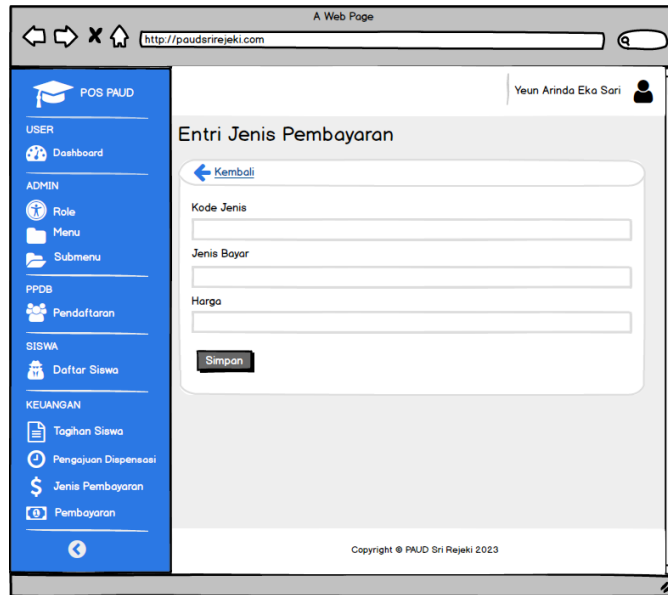 A Web Page
http://paudsrirejeki.com
POS PAUD
Yeun Arinda Eka Sari
USER
Dashboard
ADMIN
Role
Menu
Submenu
PPDB
Pendaftaran
SISWA
Daftar Siswa
KEUANGAN
Tagihan Siswa
Pengajuan Dispensasi
Jenis Pembayaran
Pembayaran
Entri Jenis Pembayaran
Kembali
Kode Jenis
Jenis Bayar
Harga
Simpan
Copyright © PAUD Sri Rejeki 2023